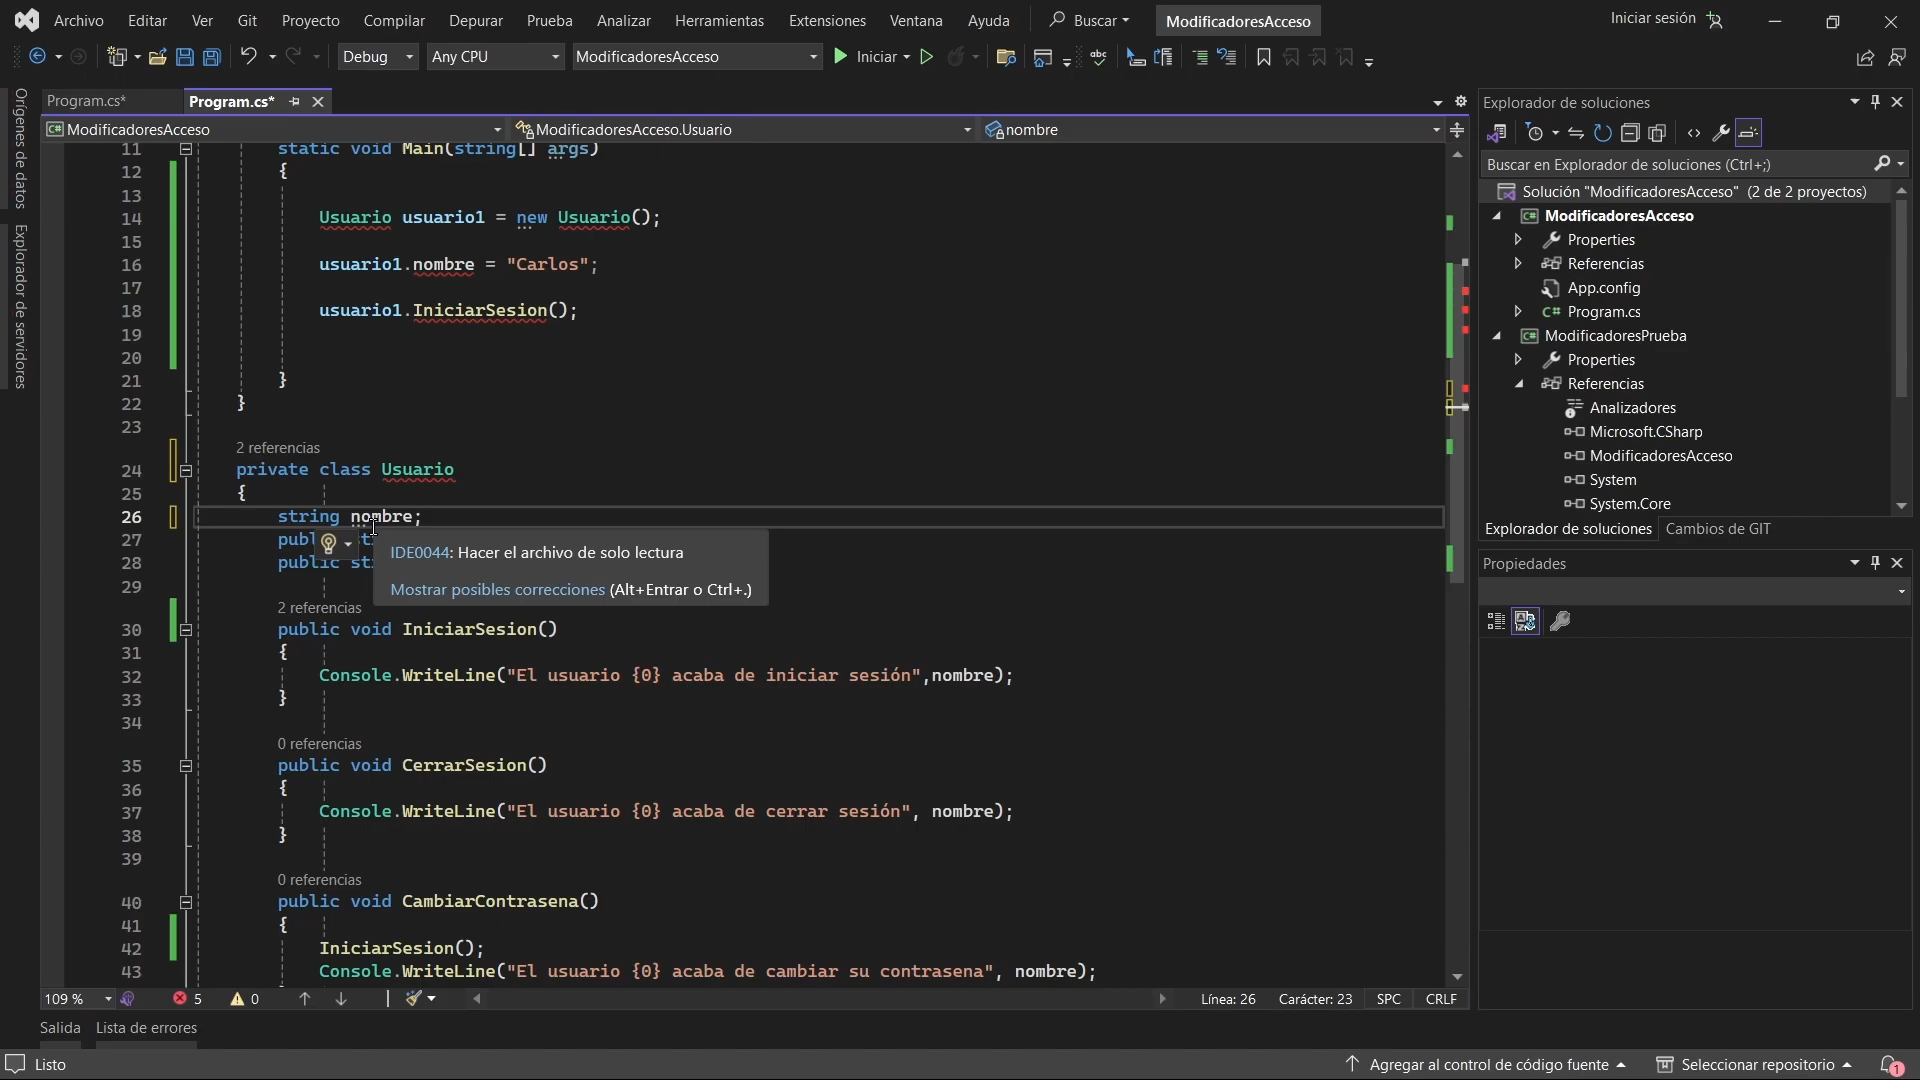 Archivo Editar Ver Git Proyecto Compilar Depurar Prueba Analizar Herramientas Extensiones Ventana Ayuda Buscar ModificadoresAcceso Iniciar sesión
Debug Any CPU ModificadoresAcceso Iniciar
Orígenes de datos
Explorador de servidores
Program.cs* Program.cs*
ModificadoresAcceso ModificadoresAcceso.Usuario nombre
11 static void Main(string[] args)
12 {
13
14 Usuario usuario1 = new Usuario();
15
16 usuario1.nombre = "Carlos";
17
18 usuario1.IniciarSesion();
19
20
21 }
22 }
23
2 referencias
24 private class Usuario
25 {
26 string nombre;
27 publ st
28 public st
IDE0044: Hacer el archivo de solo lectura
Mostrar posibles correcciones (Alt+Entrar o Ctrl+.)
29
2 referencias
30 public void IniciarSesion()
31 {
32 Console.WriteLine("El usuario {0} acaba de iniciar sesión",nombre);
33 }
34
0 referencias
35 public void CerrarSesion()
36 {
37 Console.WriteLine("El usuario {0} acaba de cerrar sesión", nombre);
38 }
39
0 referencias
40 public void CambiarContrasena()
41 {
42 IniciarSesion();
43 Console.WriteLine("El usuario {0} acaba de cambiar su contrasena", nombre);
109 % 5 0 Línea: 26 Carácter: 23 SPC CRLF
Salida Lista de errores
Explorador de soluciones
Buscar en Explorador de soluciones (Ctrl+;)
Solución "ModificadoresAcceso" (2 de 2 proyectos)
ModificadoresAcceso
Properties
Referencias
App.config
C# Program.cs
ModificadoresPrueba
Properties
Referencias
Analizadores
Microsoft.CSharp
ModificadoresAcceso
System
System.Core
Explorador de soluciones Cambios de GIT
Propiedades
Listo Agregar al control de código fuente Seleccionar repositorio 1